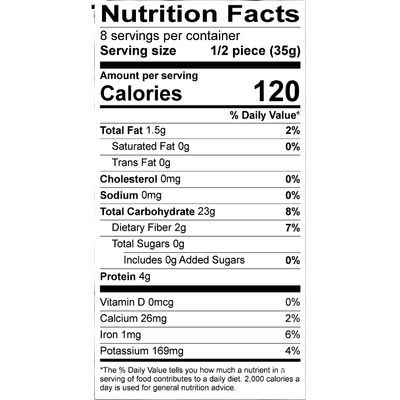 Nutrition Facts
8 servings per container
Serving size 1/2 piece (35g)
Amount per serving
Calories 120
% Daily Value*
Total Fat 1.5g 2%
Saturated Fat 0g 0%
Trans Fat 0g
Cholesterol 0mg 0%
Sodium 0mg 0%
Total Carbohydrate 23g 8%
Dietary Fiber 2g 7%
Total Sugars 0g
Includes 0g Added Sugars 0%
Protein 4g
Vitamin D 0mcg 0%
Calcium 26mg 2%
Iron 1mg 6%
Potassium 169mg 4%
*The % Daily Value tells you how much a nutrient in a
serving of food contributes to a daily diet. 2,000 calories a
day is used for general nutrition advice.